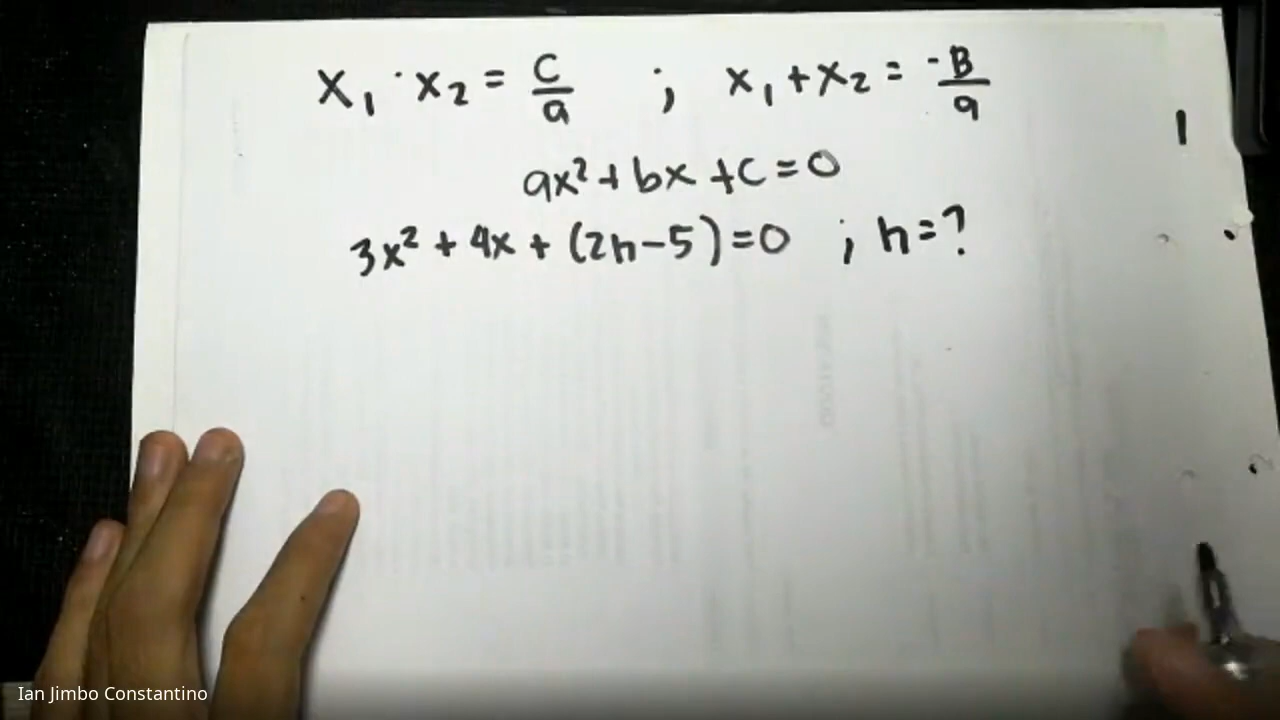 x₁ · x₂ = c/a ; x₁ + x₂ = -B/a
1
ax² + bx + c = 0
3x² + 4x + (2h-5) = 0 ; h = ?
Ian Jimbo Constantino